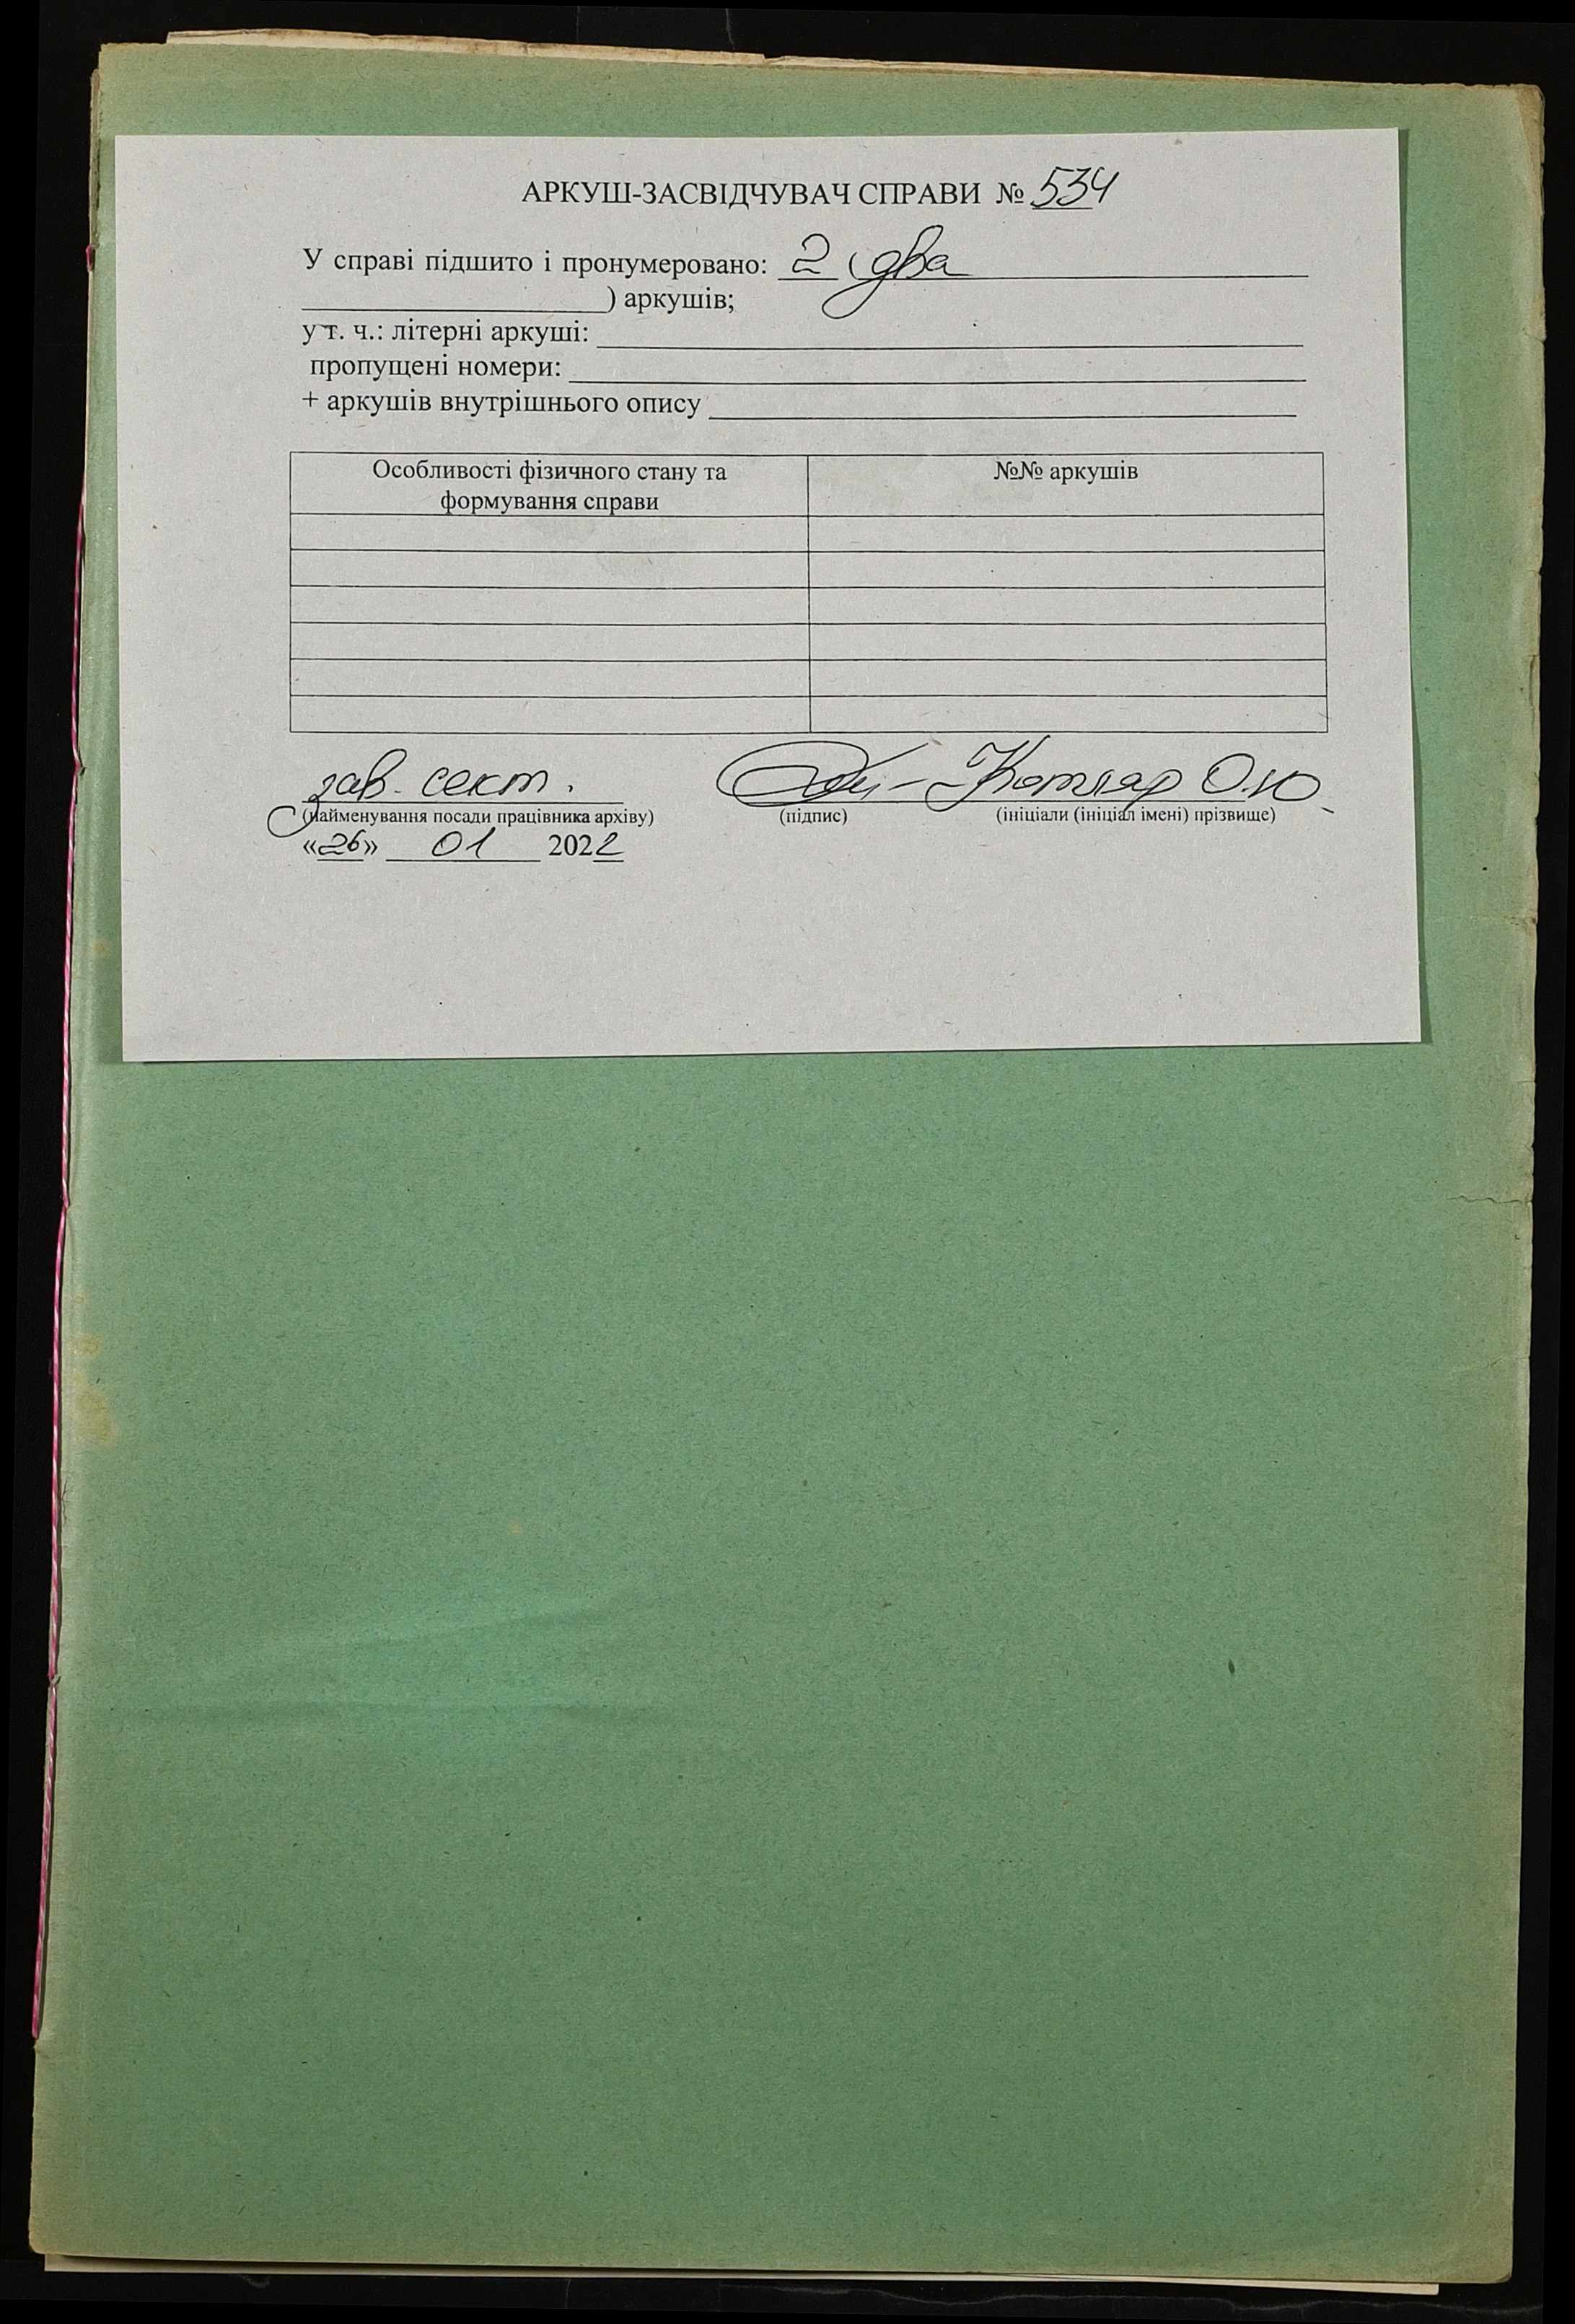 АРКУШ-ЗАСВІДЧУВАЧ СПРАВИ № 534
У справі підшито і пронумеровано: 2 (два
) аркушів;
у т. ч.: літерні аркуші:
пропущені номери:
+ аркушів внутрішнього опису
Особливості фізичного стану та №№ аркушів
формування справи
зав. сект. Котляр О.Ю.
(найменування посади працівника архіву) (підпис) (ініціали (ініціал імені) прізвище)
«26» 01 2022